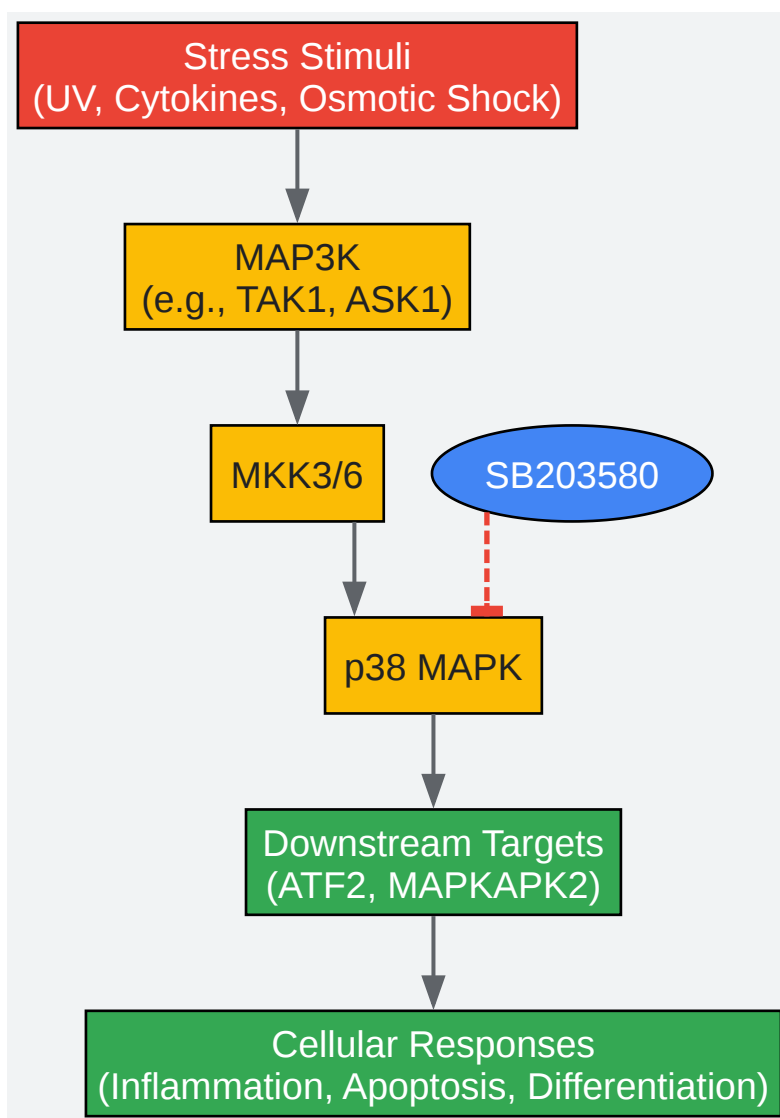 Stress Stimuli
(UV, Cytokines, Osmotic Shock)
MAP3K
(e.g., TAK1, ASK1)
MKK3/6
SB203580
p38 MAPK
Downstream Targets
(ATF2, MAPKAPK2)
Cellular Responses
(Inflammation, Apoptosis, Differentiation)